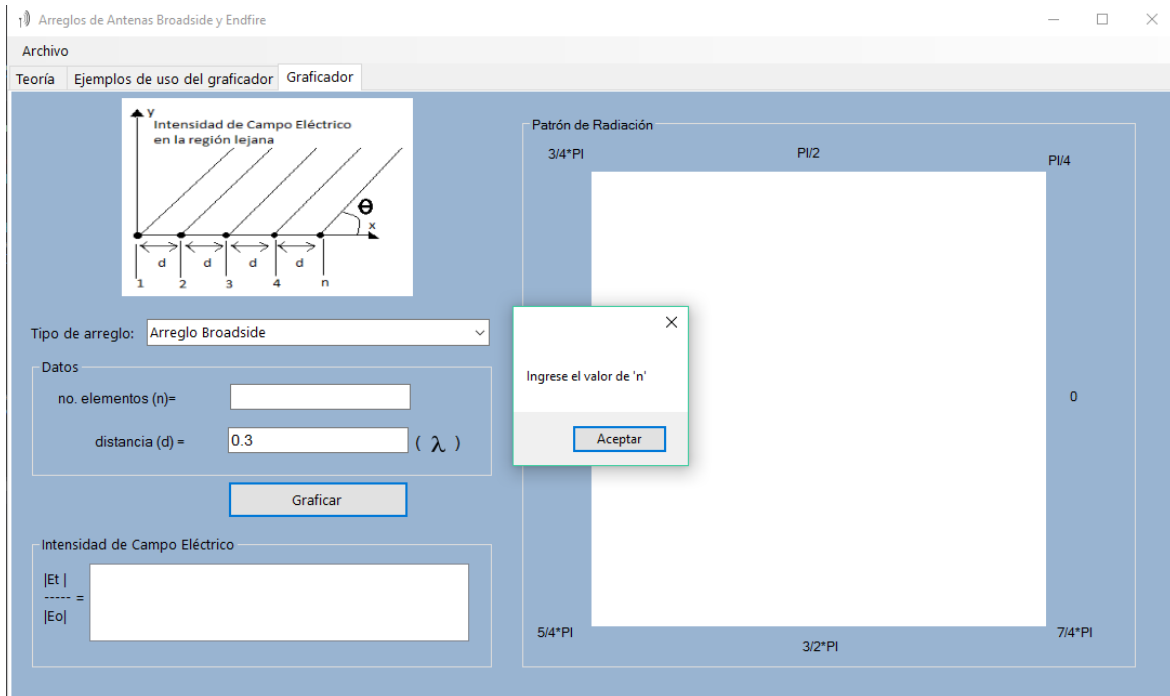 Arreglos de Antenas Broadside y Endfire
Archivo
Teoría
Ejemplos de uso del graficador
Graficador
y
Intensidad de Campo Eléctrico
en la región lejana
θ
x
d d d d
1 2 3 4 n
Tipo de arreglo: Arreglo Broadside
Datos
no. elementos (n)=
distancia (d) = 0.3 ( λ )
Graficar
Intensidad de Campo Eléctrico
|Et |
----- =
|Eo|
Patrón de Radiación
3/4*PI PI/2 PI/4
0
5/4*PI 3/2*PI 7/4*PI
Ingrese el valor de 'n'
Aceptar